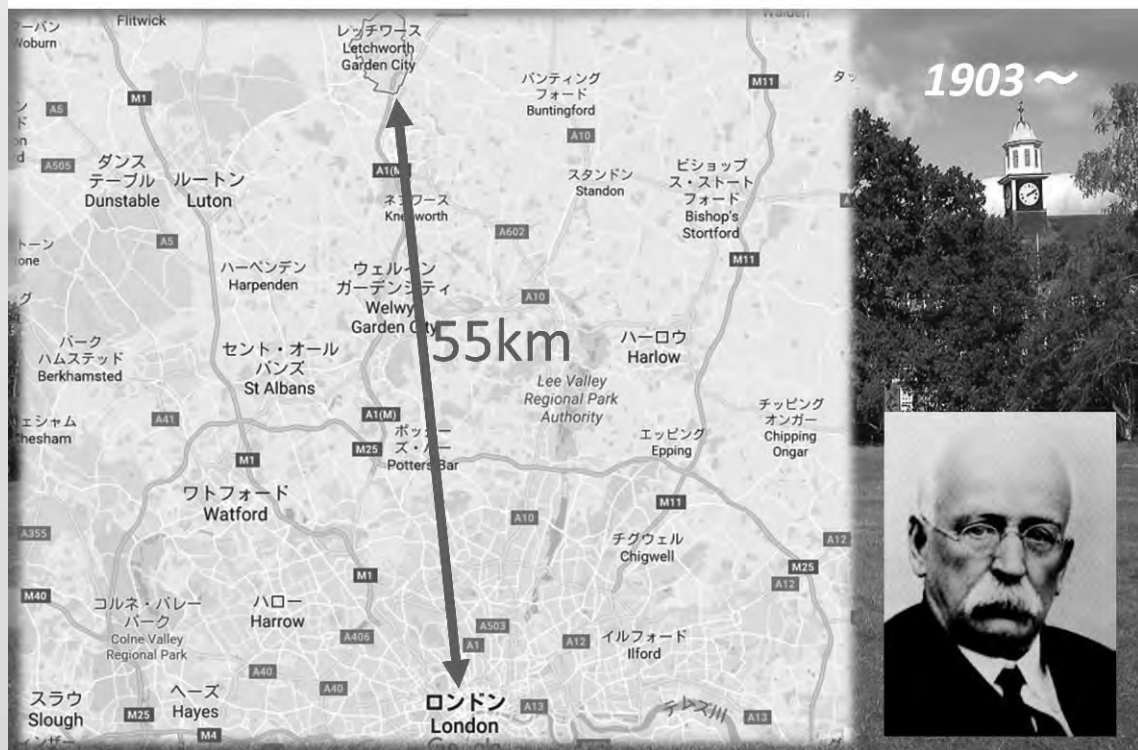 Flitwick
Woburn
レッチワース
Letchworth
Garden City
1903～
M1
M11
A5
バンティング
フォード
Buntingford
A10
A505
ダンス
テーブル
Dunstable
ルートン
Luton
A1(M)
スタンドン
Standon
ビショップ
ス・ストート
フォード
Bishop's
Stortford
ネブワース
Knebworth
A602
A5
M11
ハーペンデン
Harpenden
ウェルイン
ガーデンシティ
Welwyn
Garden City
A10
55km
ハーロウ
Harlow
バーク
ハムステッド
Berkhamsted
セント・オール
バンズ
St Albans
Lee Valley
Regional Park
Authority
A41
A1(M)
チッピング
オンガー
Chipping
Ongar
ェシャム
Chesham
ポッター
ズ・バー
Potters Bar
M25
エッピング
Epping
M1
ワトフォード
Watford
M11
A10
A355
チグウェル
Chigwell
A12
M25
M1
A12
M40
コルネ・バレー
パーク
Colne Valley
Regional Park
ハロー
Harrow
A406
A503
A1
A12
イルフォード
Ilford
A40
A40
スラウ
Slough
ヘーズ
Hayes
M25
M4
ロンドン
London
A13
テムズ川
A13
Google